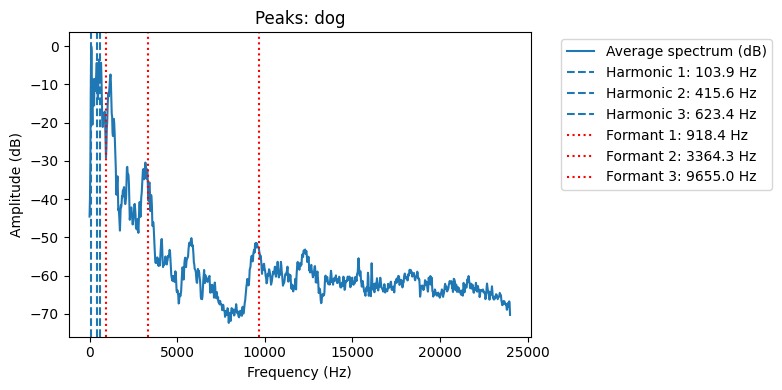 Peaks: dog
Average spectrum (dB)
Harmonic 1: 103.9 Hz
Harmonic 2: 415.6 Hz
Harmonic 3: 623.4 Hz
Formant 1: 918.4 Hz
Formant 2: 3364.3 Hz
Formant 3: 9655.0 Hz
Amplitude (dB)
0
−10
−20
−30
−40
−50
−60
−70
0
5000
10000
15000
20000
25000
Frequency (Hz)